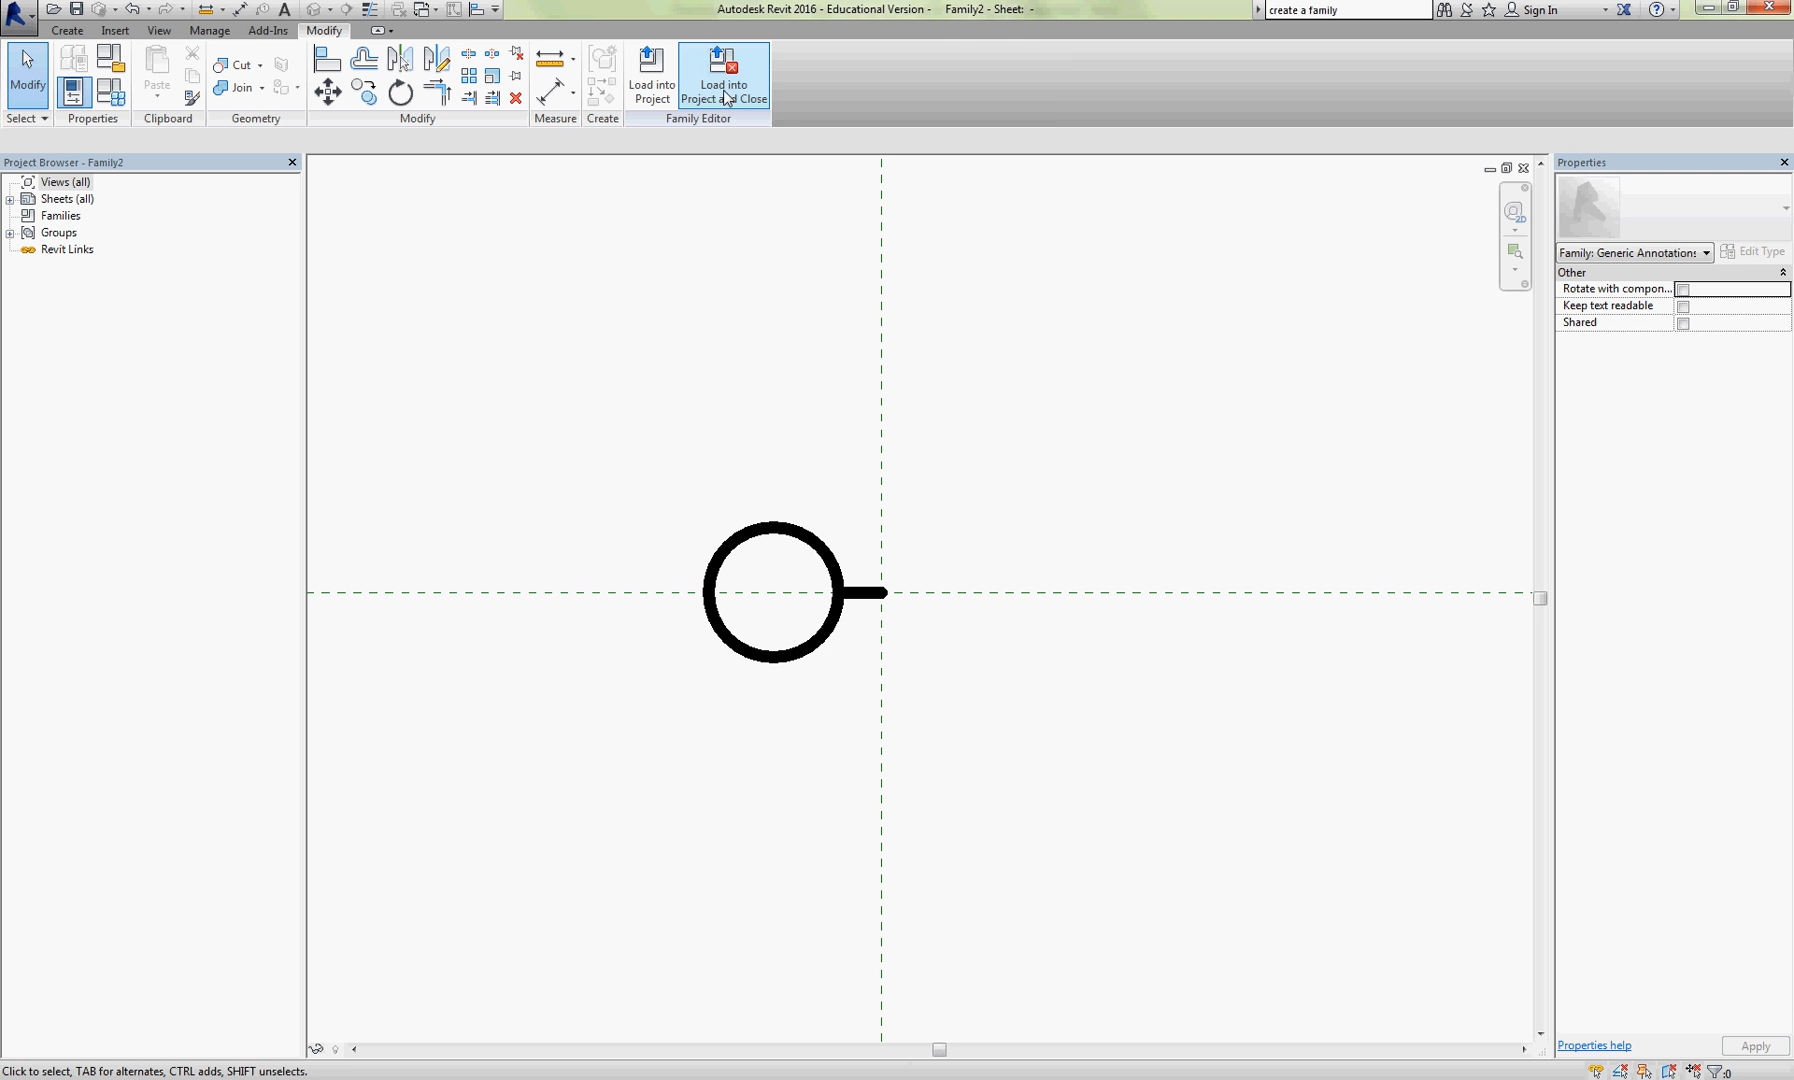 Autodesk Revit 2016 - Educational Version - Family2 - Sheet: -
create a family
Sign In
Create Insert View Manage Add-Ins Modify
Modify
Paste
Cut
Join
Load into Project
Load into Project and Close
Select Properties Clipboard Geometry Modify Measure Create Family Editor
Project Browser - Family2
Views (all)
Sheets (all)
Families
Groups
Revit Links
2D
Properties
Family: Generic Annotations
Edit Type
Other
Rotate with compon...
Keep text readable
Shared
Properties help
Apply
Click to select, TAB for alternates, CTRL adds, SHIFT unselects.
:0